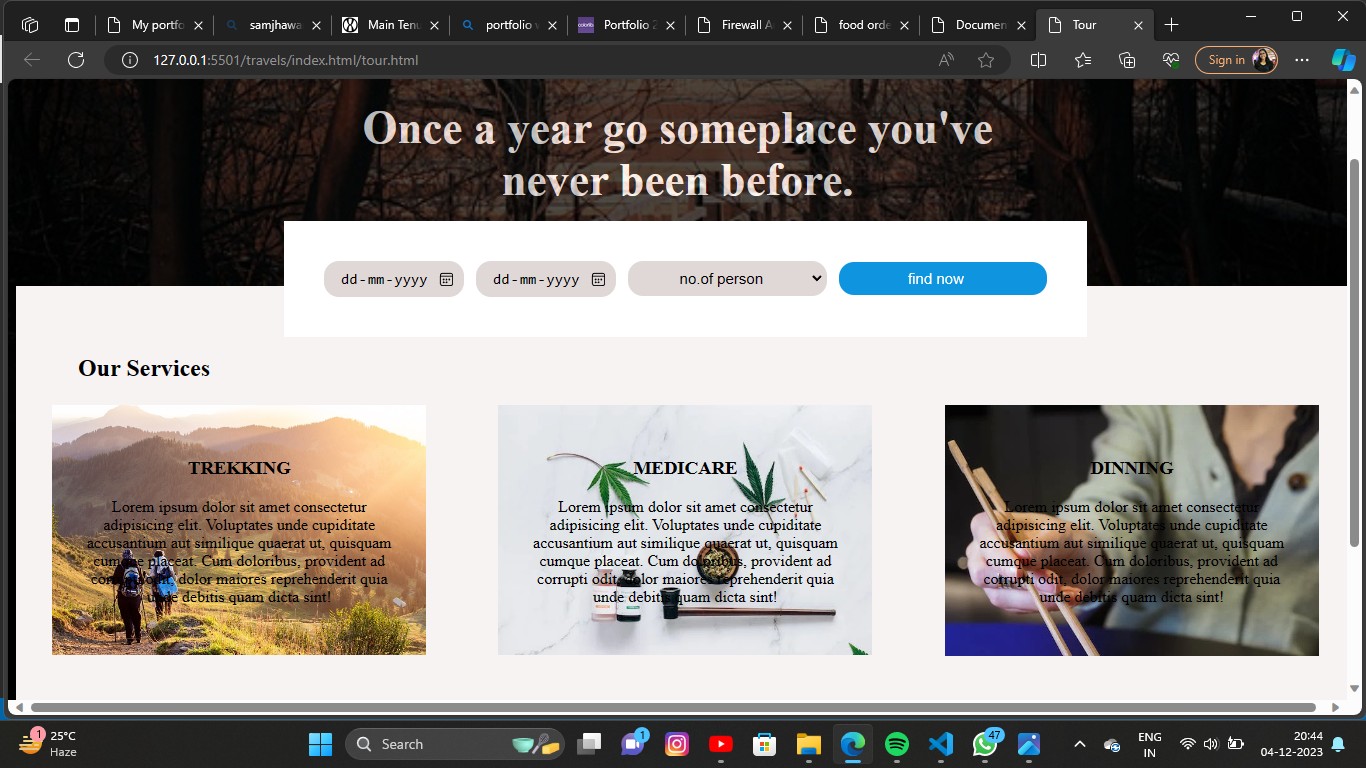 My portfo
samjhawa
Main Tenu
portfolio w
Portfolio 2
Firewall A
food orde
Documen
Tour
127.0.0.1:5501/travels/index.html/tour.html
Sign in
Once a year go someplace you've
never been before.
dd-mm-yyyy
dd-mm-yyyy
no.of person
find now
Our Services
TREKKING
Lorem ipsum dolor sit amet consectetur
adipisicing elit. Voluptates unde cupiditate
accusantium aut similique quaerat ut, quisquam
cumque placeat. Cum doloribus, provident ad
corrupti odit, dolor maiores reprehenderit quia
unde debitis quam dicta sint!
MEDICARE
Lorem ipsum dolor sit amet consectetur
adipisicing elit. Voluptates unde cupiditate
accusantium aut similique quaerat ut, quisquam
cumque placeat. Cum doloribus, provident ad
corrupti odit, dolor maiores reprehenderit quia
unde debitis quam dicta sint!
DINNING
Lorem ipsum dolor sit amet consectetur
adipisicing elit. Voluptates unde cupiditate
accusantium aut similique quaerat ut, quisquam
cumque placeat. Cum doloribus, provident ad
corrupti odit, dolor maiores reprehenderit quia
unde debitis quam dicta sint!
1
25°C
Haze
Search
1
47
ENG
IN
20:44
04-12-2023